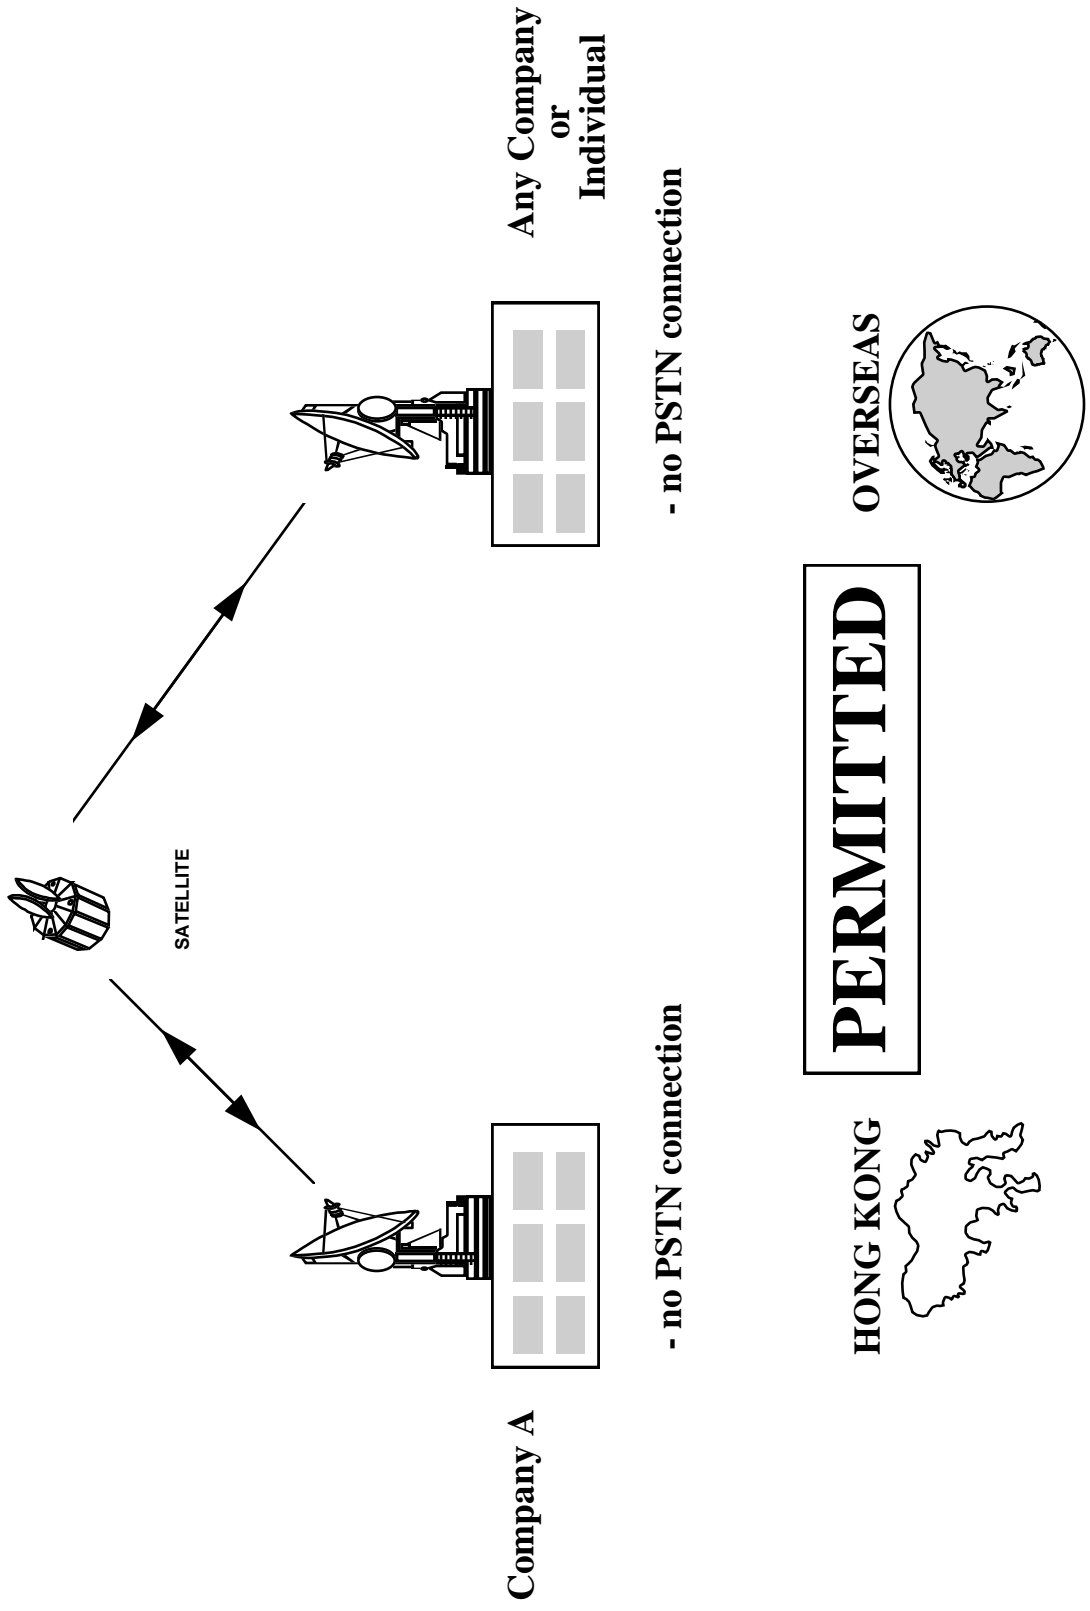 SATELLITE
Company A
Any Company
or
Individual
- no PSTN connection
- no PSTN connection
HONG KONG
PERMITTED
OVERSEAS